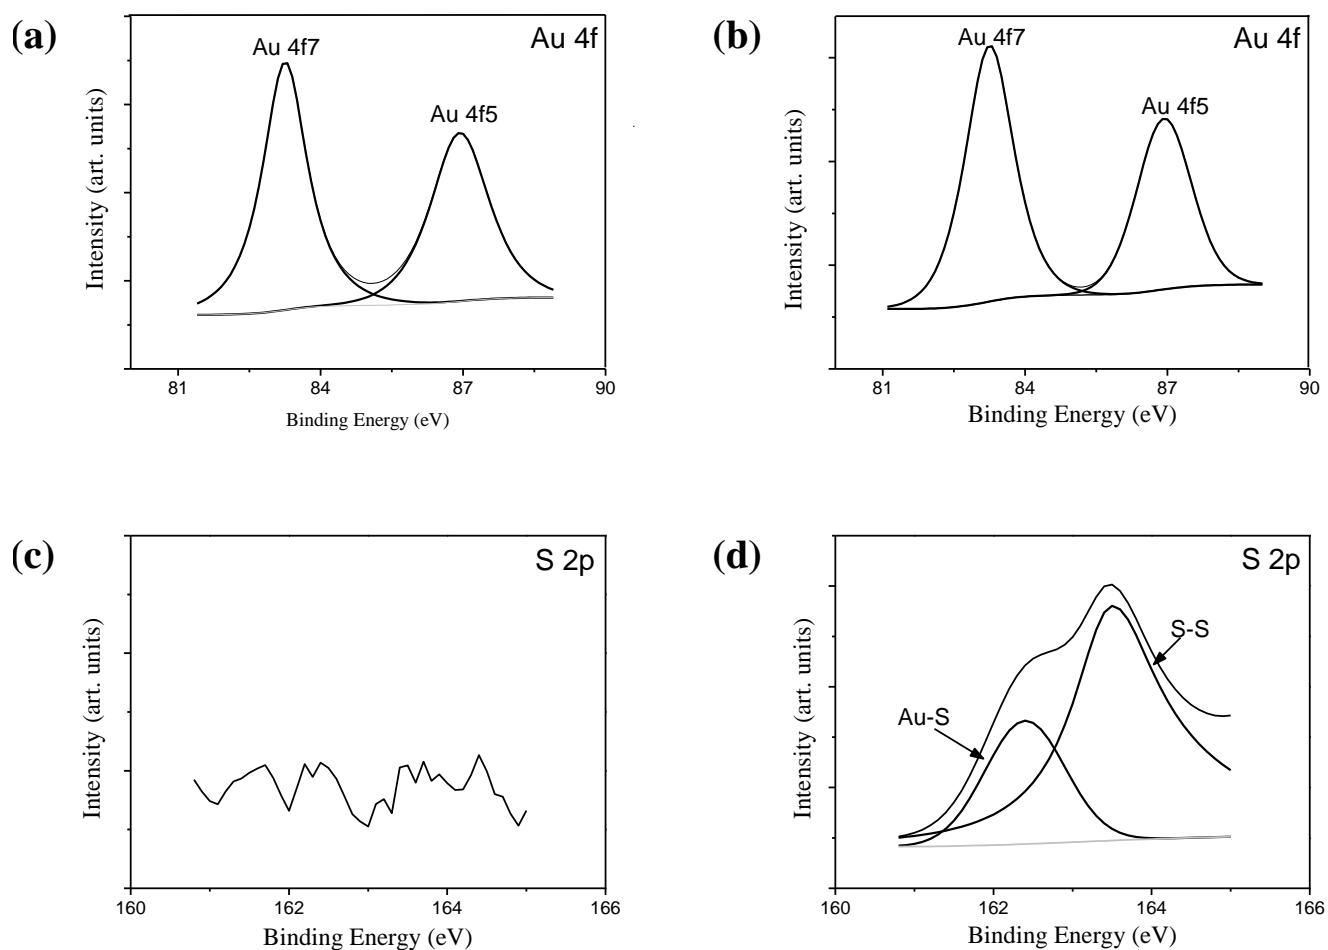 (a)
Au 4f
Au 4f7
Au 4f5
Intensity (art. units)
81 84 87 90
Binding Energy (eV)
(b)
Au 4f
Au 4f7
Au 4f5
Intensity (art. units)
81 84 87 90
Binding Energy (eV)
(c)
S 2p
Intensity (art. units)
160 162 164 166
Binding Energy (eV)
(d)
S 2p
S-S
Au-S
Intensity (art. units)
160 162 164 166
Binding Energy (eV)